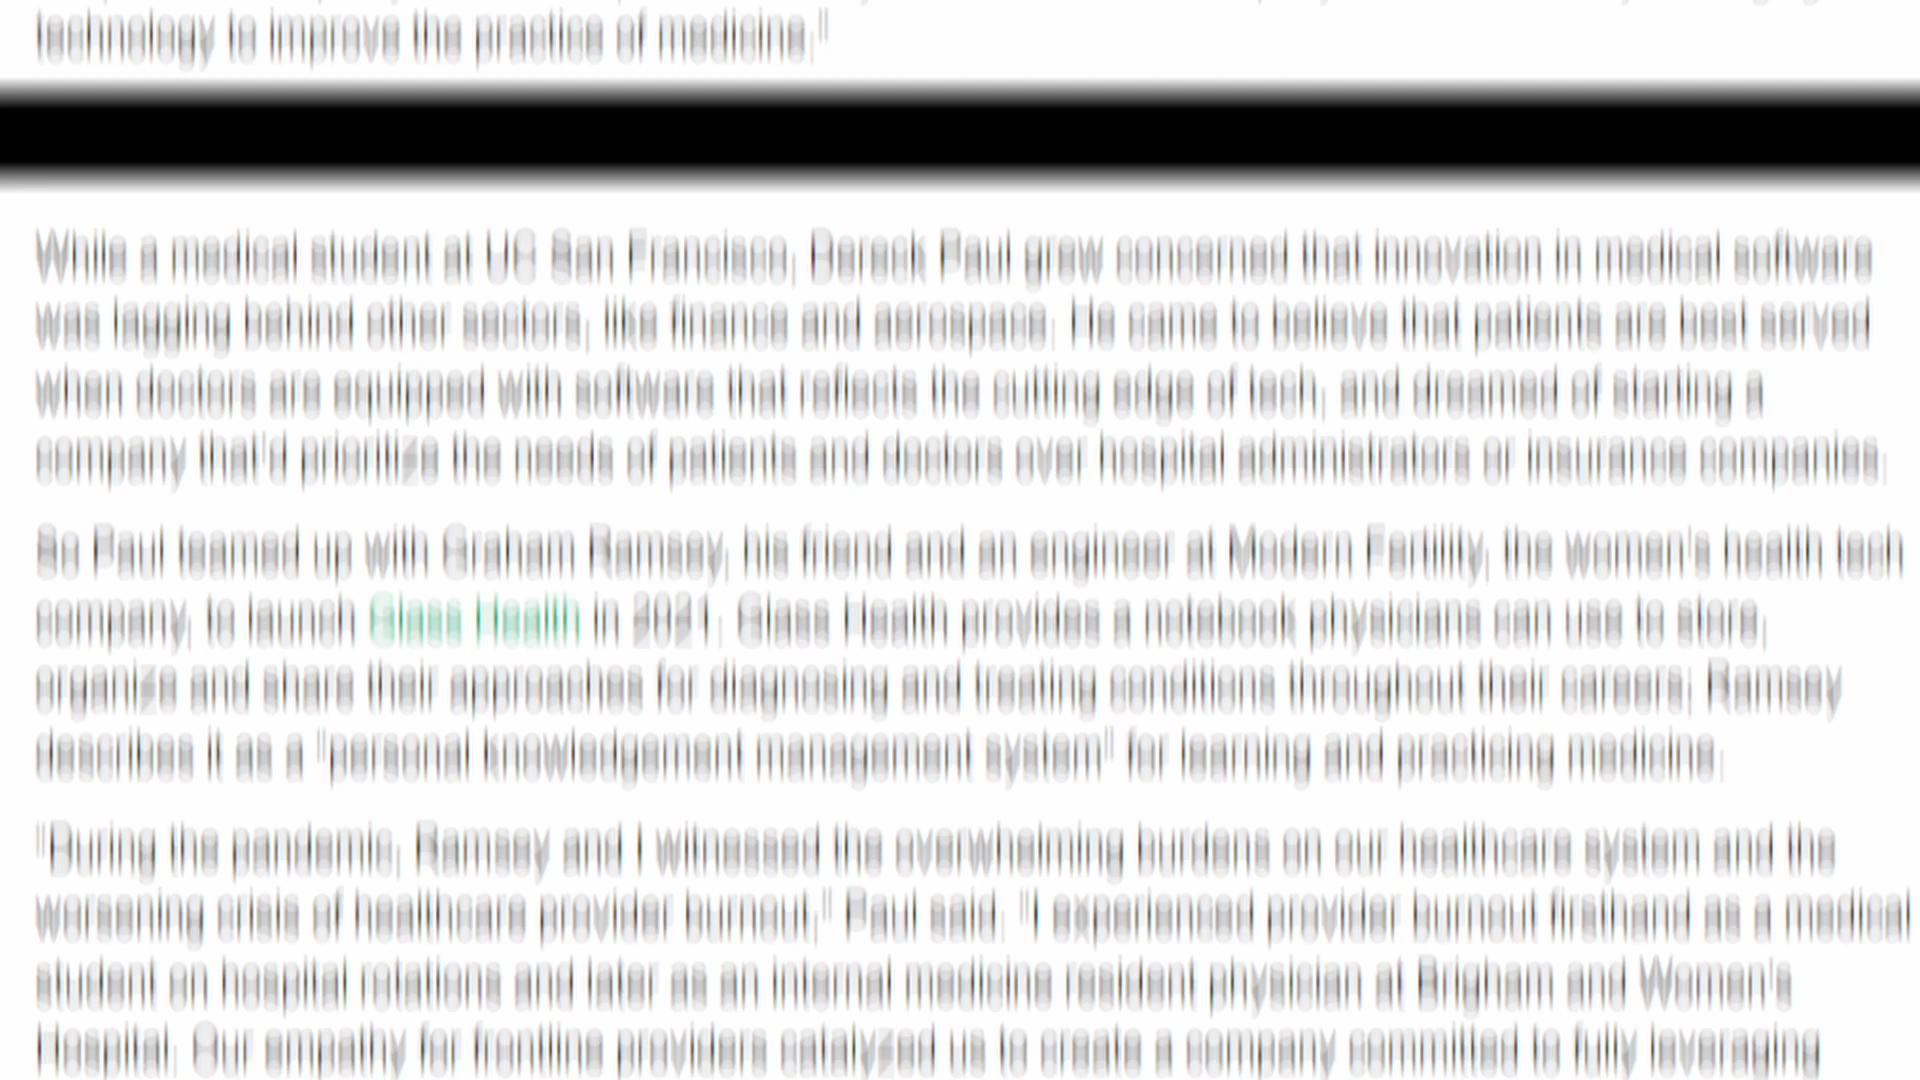 technology to improve the practice of medicine."
While a medical student at UC San Francisco, Dereck Paul grew concerned that innovation in medical software
was lagging behind other sectors, like finance and aerospace. He came to believe that patients are best served
when doctors are equipped with software that reflects the cutting edge of tech, and dreamed of starting a
company that'd prioritize the needs of patients and doctors over hospital administrators or insurance companies.
So Paul teamed up with Graham Ramsey, his friend and an engineer at Modern Fertility, the women's health tech
company, to launch Glass Health in 2021. Glass Health provides a notebook physicians can use to store,
organize and share their approaches for diagnosing and treating conditions throughout their careers; Ramsey
describes it as a "personal knowledgement management system" for learning and practicing medicine.
"During the pandemic, Ramsey and I witnessed the overwhelming burdens on our healthcare system and the
worsening crisis of healthcare provider burnout," Paul said. "I experienced provider burnout firsthand as a medical
student on hospital rotations and later as an internal medicine resident physician at Brigham and Women's
Hospital. Our empathy for frontline providers catalyzed us to create a company committed to fully leveraging